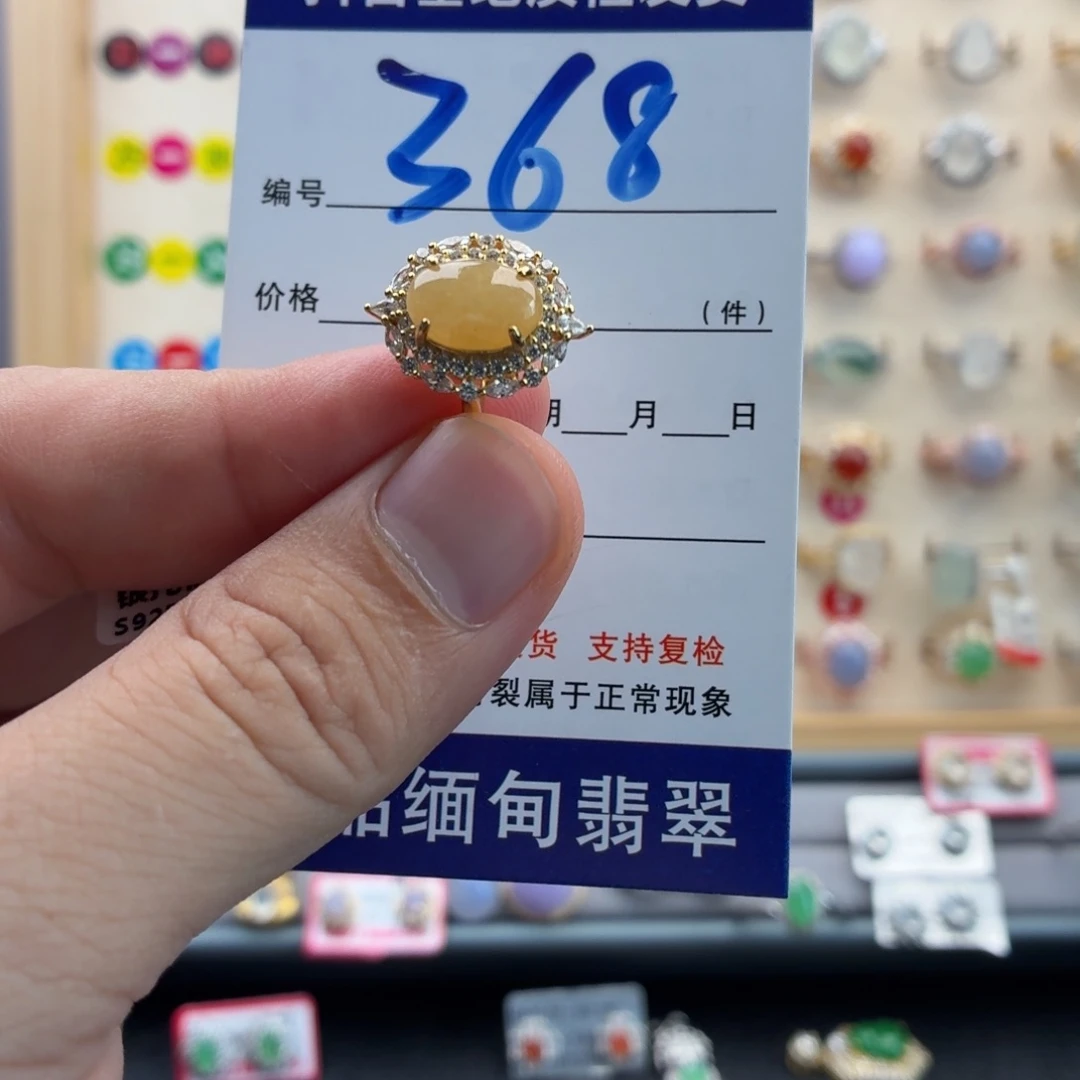 368
编号
价格 (件)
月 日
S92
货 支持复检
裂属于正常现象
缅甸翡翠